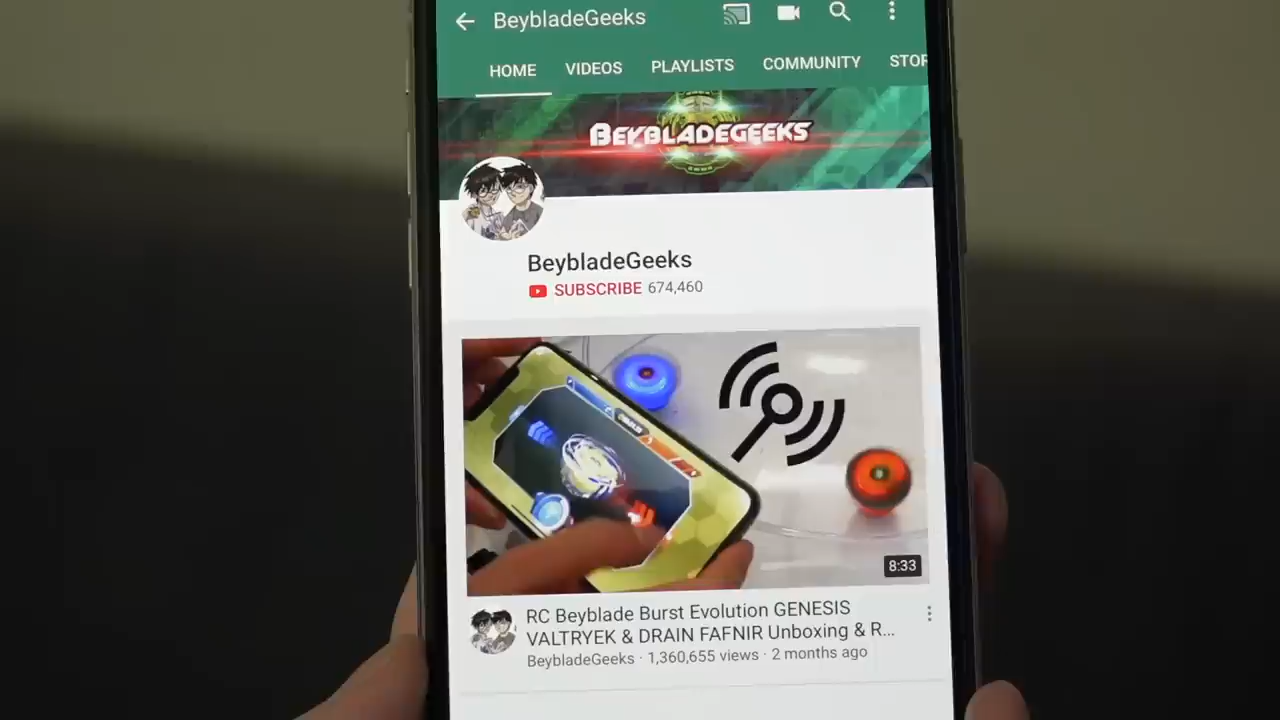 BeybladeGeeks
HOME VIDEOS PLAYLISTS COMMUNITY STOR
BEYBLADEGEEKS
BeybladeGeeks
SUBSCRIBE 674,460
8:33
RC Beyblade Burst Evolution GENESIS
VALTRYEK & DRAIN FAFNIR Unboxing & R...
BeybladeGeeks · 1,360,655 views · 2 months ago